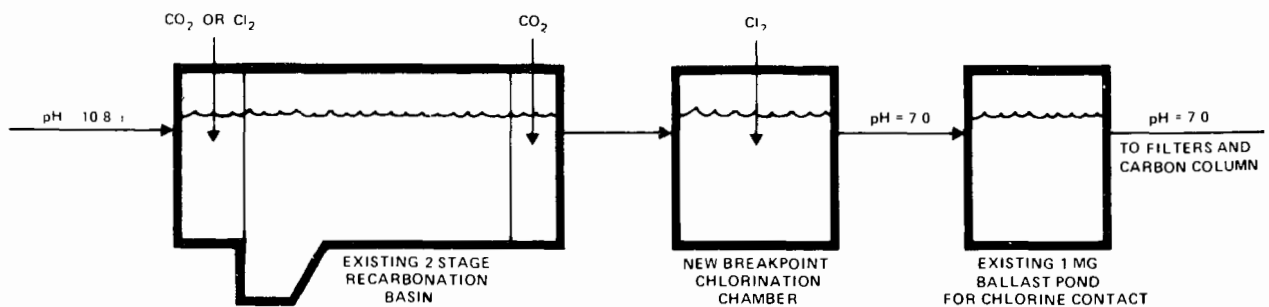 CO2 OR Cl2
CO2
Cl2
pH 10 8
pH = 7 0
pH = 7 0
TO FILTERS AND
CARBON COLUMN
EXISTING 2 STAGE
RECARBONATION
BASIN
NEW BREAKPOINT
CHLORINATION
CHAMBER
EXISTING 1 MG
BALLAST POND
FOR CHLORINE CONTACT